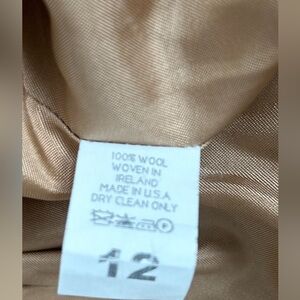 100% WOOL
WOVEN IN
IRELAND
MADE IN U.S.A.
DRY CLEAN ONLY
12